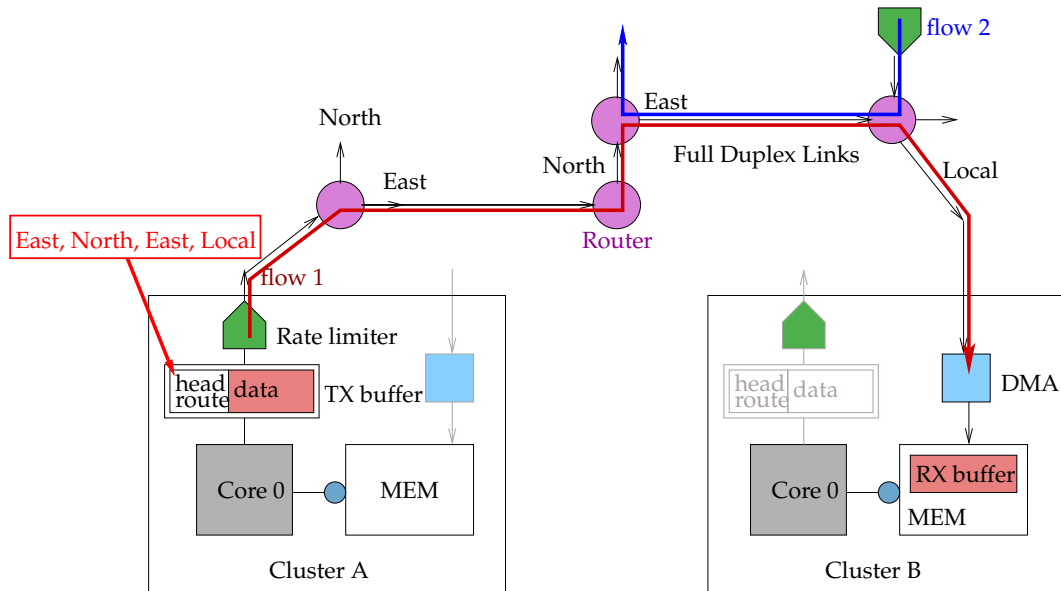 flow 2
East
North
North
Full Duplex Links
East
Local
Router
East, North, East, Local
flow 1
Rate limiter
head
route
data
TX buffer
head
route
data
DMA
Core 0
MEM
Core 0
RX buffer
MEM
Cluster A
Cluster B